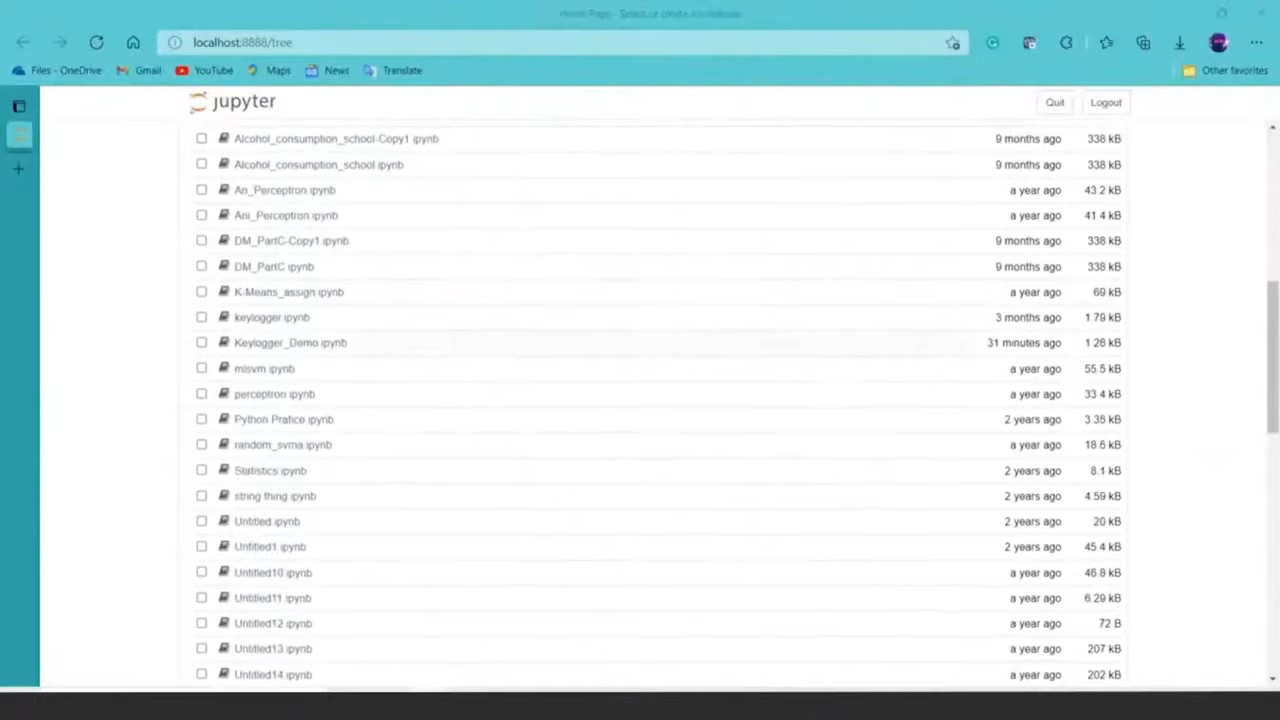 Home Page - Select or create a notebook
localhost:8888/tree
Files - OneDrive Gmail YouTube Maps News Translate Other favorites
jupyter Quit Logout
Alcohol_consumption_school-Copy1.ipynb 9 months ago 338 kB
Alcohol_consumption_school.ipynb 9 months ago 338 kB
An_Perceptron.ipynb a year ago 43.2 kB
Ani_Perceptron.ipynb a year ago 41.4 kB
DM_PartC-Copy1.ipynb 9 months ago 338 kB
DM_PartC.ipynb 9 months ago 338 kB
K-Means_assign.ipynb a year ago 69 kB
keylogger.ipynb 3 months ago 1.79 kB
Keylogger_Demo.ipynb 31 minutes ago 1.26 kB
misvm.ipynb a year ago 55.5 kB
perceptron.ipynb a year ago 33.4 kB
Python Pratice.ipynb 2 years ago 3.35 kB
random_svma.ipynb a year ago 18.6 kB
Statistics.ipynb 2 years ago 8.1 kB
string thing.ipynb 2 years ago 4.59 kB
Untitled.ipynb 2 years ago 20 kB
Untitled1.ipynb 2 years ago 45.4 kB
Untitled10.ipynb a year ago 46.8 kB
Untitled11.ipynb a year ago 6.29 kB
Untitled12.ipynb a year ago 72 B
Untitled13.ipynb a year ago 207 kB
Untitled14.ipynb a year ago 202 kB